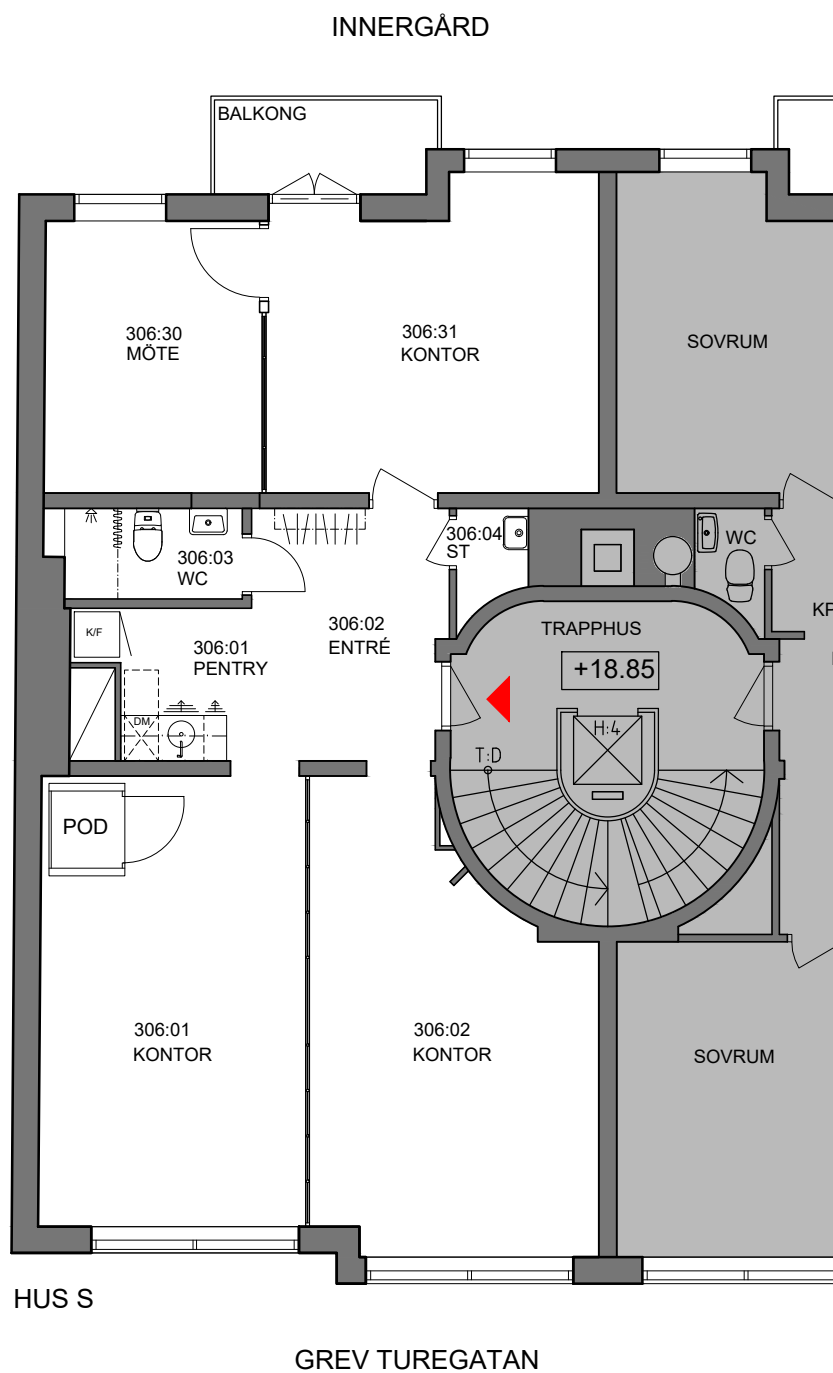 INNERGÅRD
BALKONG
306:30
MÖTE
306:31
KONTOR
SOVRUM
306:03
WC
306:04
ST
WC
K/F
306:01
PENTRY
306:02
ENTRÉ
TRAPPHUS
+18.85
DM
H:4
T:D
POD
306:01
KONTOR
306:02
KONTOR
SOVRUM
HUS S
GREV TUREGATAN